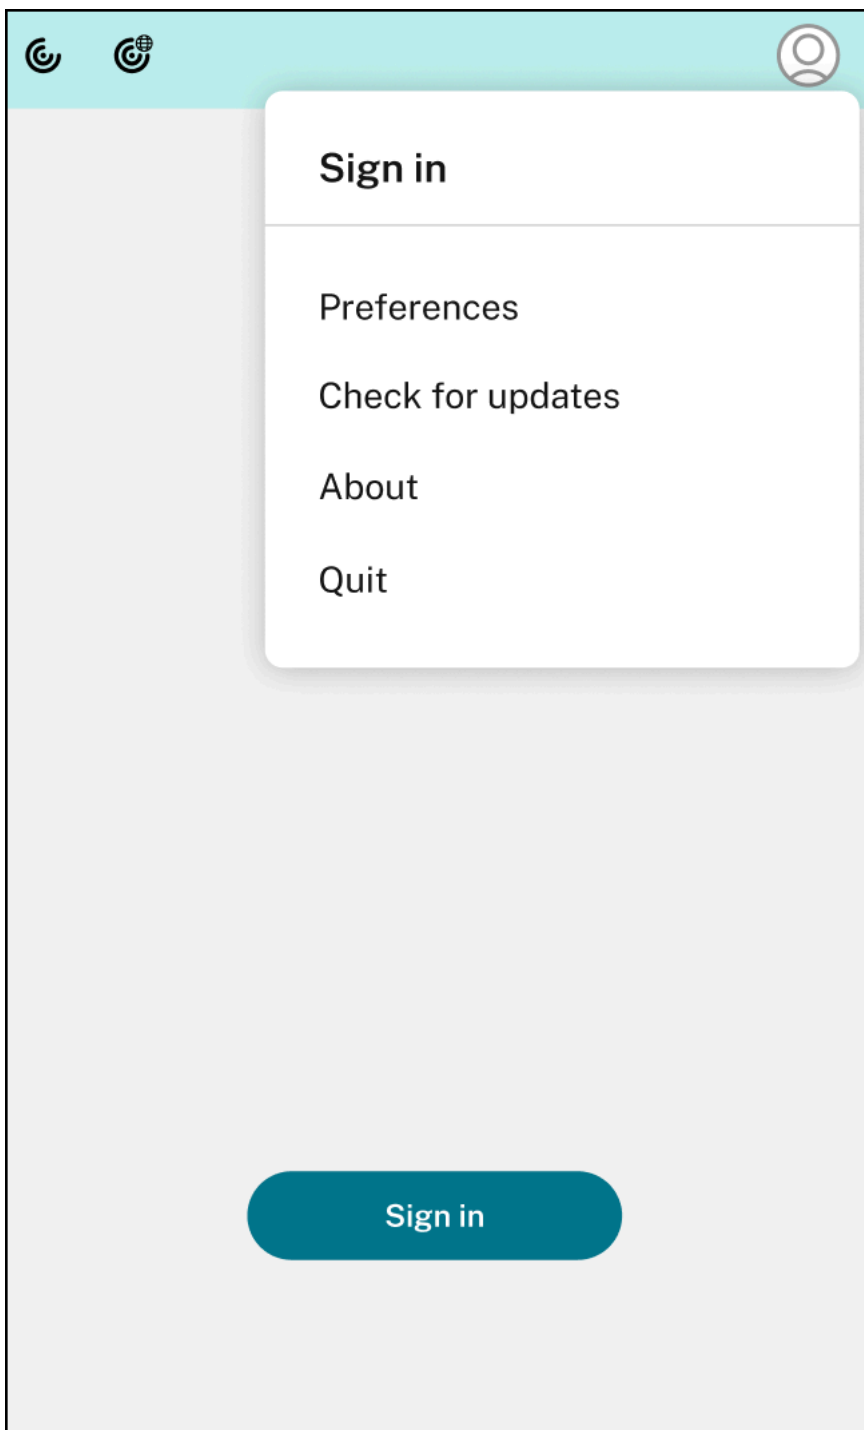 Sign in
Preferences
Check for updates
About
Quit
Sign in